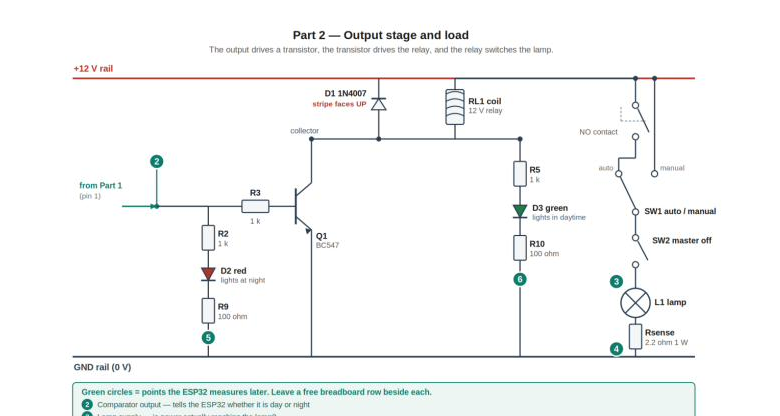 Part 2 — Output stage and load
The output drives a transistor, the transistor drives the relay, and the relay switches the lamp.
+12 V rail
D1 1N4007
stripe faces UP
RL1 coil
12 V relay
NO contact
collector
2
auto
manual
from Part 1
(pin 1)
R3
1 k
R5
1 k
D3 green
lights in daytime
SW1 auto / manual
R2
1 k
Q1
BC547
SW2 master off
R10
100 ohm
D2 red
lights at night
6
3
R9
100 ohm
L1 lamp
5
Rsense
2.2 ohm 1 W
4
GND rail (0 V)
Green circles = points the ESP32 measures later. Leave a free breadboard row beside each.
2 Comparator output — tells the ESP32 whether it is day or night